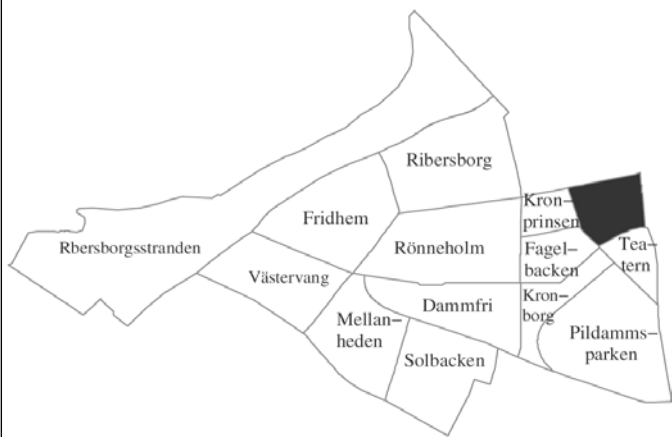 Ribersborg
Kron–
prinsen
Fridhem
Rbersborgsstranden
Rönneholm
Fagel–
backen
Tea–
tern
Västervang
Dammfri
Kron–
borg
Mellan–
heden
Pildamms–
parken
Solbacken